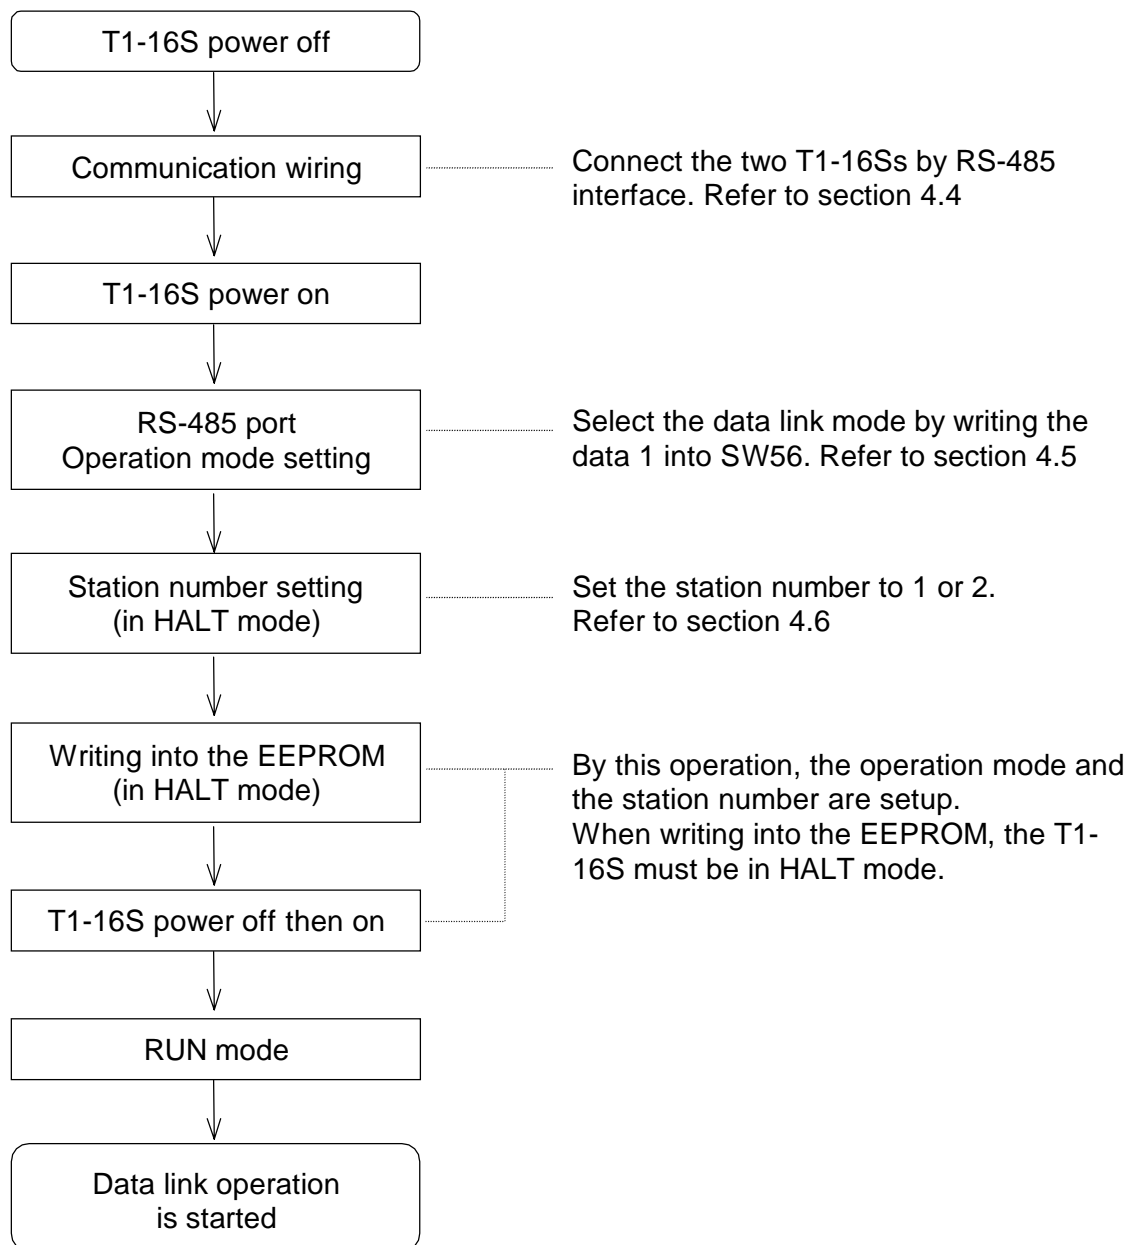 T1-16S power off
Communication wiring
Connect the two T1-16Ss by RS-485
interface. Refer to section 4.4
T1-16S power on
RS-485 port
Operation mode setting
Select the data link mode by writing the
data 1 into SW56. Refer to section 4.5
Station number setting
(in HALT mode)
Set the station number to 1 or 2.
Refer to section 4.6
Writing into the EEPROM
(in HALT mode)
By this operation, the operation mode and
the station number are setup.
When writing into the EEPROM, the T1-
16S must be in HALT mode.
T1-16S power off then on
RUN mode
Data link operation
is started